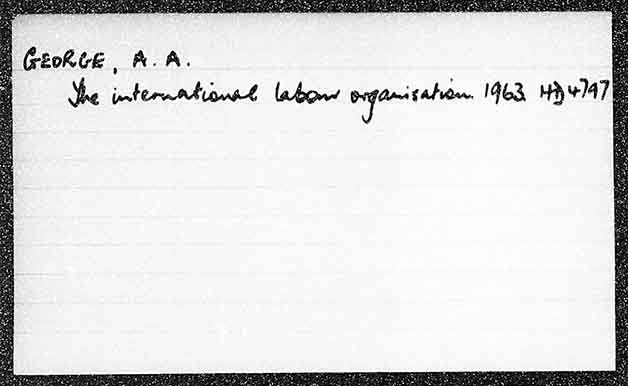 GEORGE, A. A.
The international labour organisation. 1963. HD4797